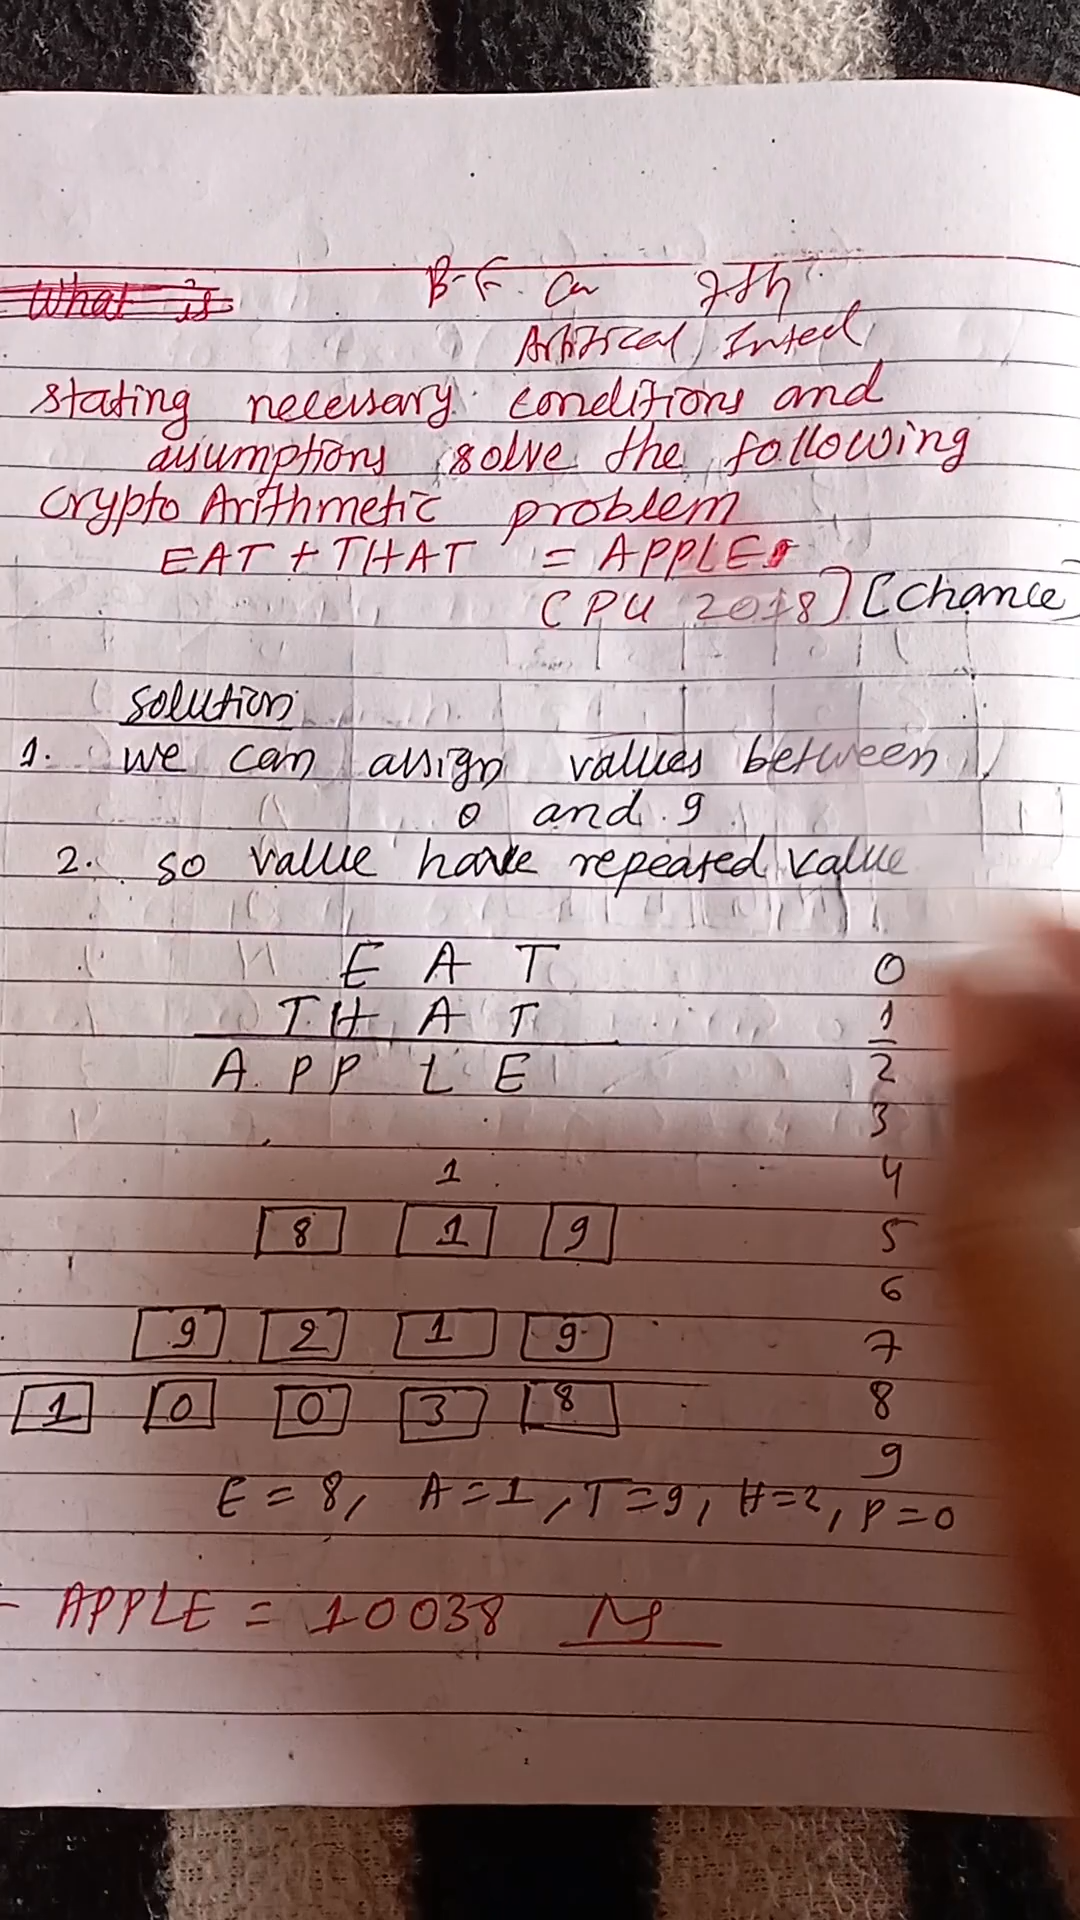 What is
B.E. Cm 7th
Artifical Intel
stating necessary conditions and
assumptions solve the following
Crypto Arithmetic problem
EAT + THAT = APPLE
[PU 2018] [chance]
solution
1. we can assign values between
0 and 9
2. so value have repeated value
E A T 0
T H A T 1
A P P L E 2
3
1 4
8 1 9 5
6
9 2 1 9 7
1 0 0 3 8 8
9
E = 8, A = 1, T = 9, H = 2, P = 0
- APPLE = 10038